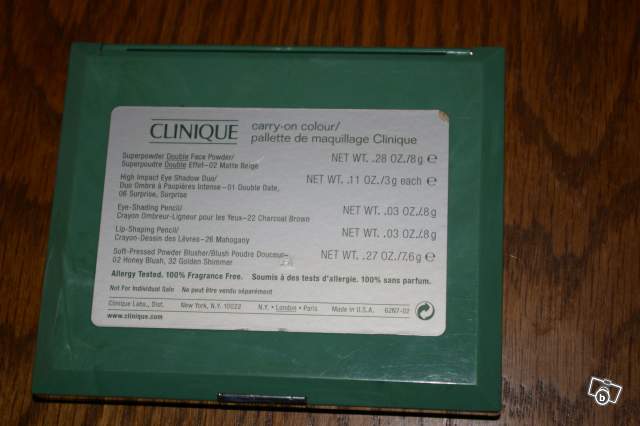 CLINIQUE carry-on colour/
pallette de maquillage Clinique
Superpowder Double Face Powder/
Superpoudre Double Effet-02 Matte Beige NET WT. .28 OZ./8g ℮
High Impact Eye Shadow Duo/
Duo Ombre à Paupières Intense-01 Double Date,
06 Surprise, Surprise NET WT. .11 OZ./3g each ℮
Eye-Shading Pencil/
Crayon Ombreur-Ligneur pour les Yeux-22 Charcoal Brown NET WT. .03 OZ./.8g
Lip-Shaping Pencil/
Crayon-Dessin des Lèvres-26 Mahogany NET WT. .03 OZ./.8g
Soft-Pressed Powder Blusher/Blush Poudre Douceur-
02 Honey Blush, 32 Golden Shimmer NET WT. .27 OZ./7.6g ℮
Allergy Tested. 100% Fragrance Free. Soumis à des tests d'allergie. 100% sans parfum.
Not For Individual Sale Ne peut être vendu séparément
Clinique Labs., Dist. New York, N.Y. 10022 N.Y. • London • Paris Made in U.S.A. 6267-02
www.clinique.com